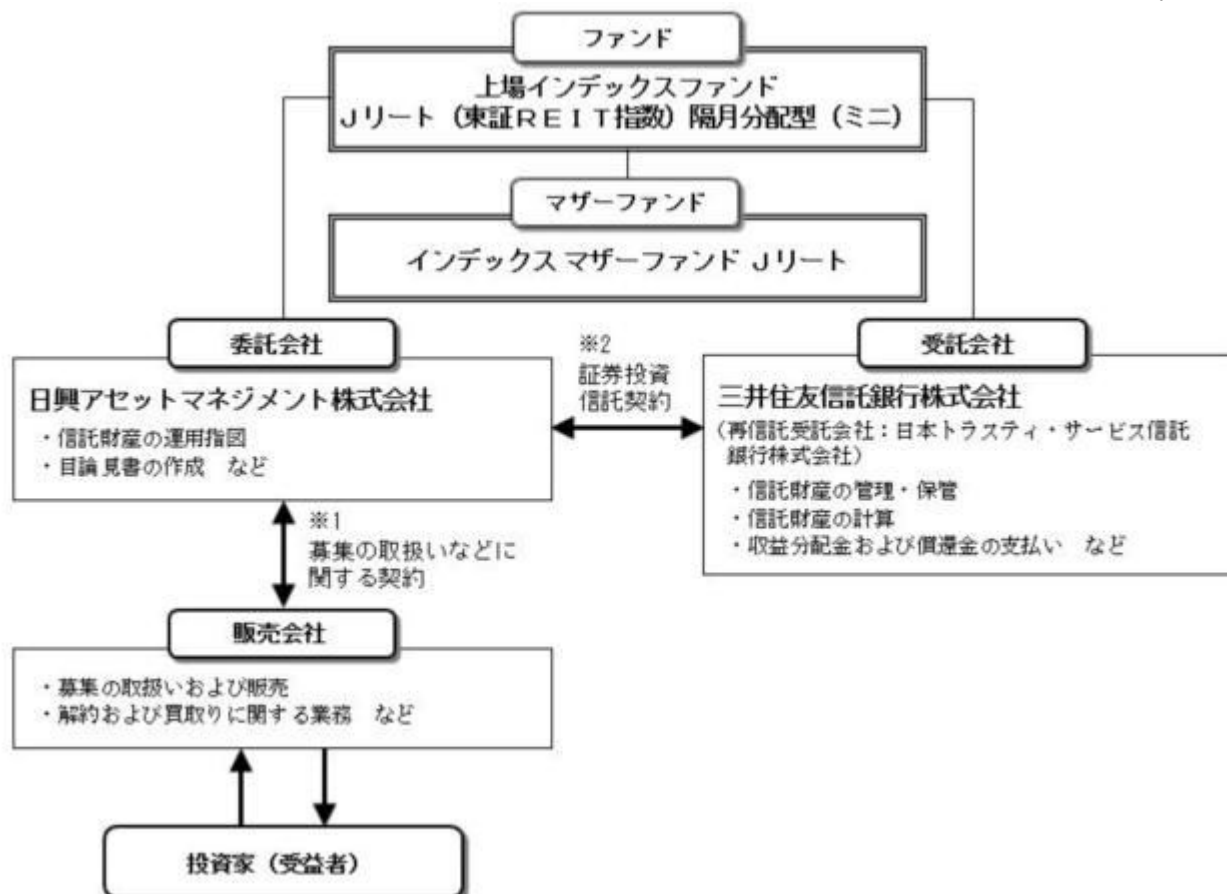 ファンド
上場インデックスファンド
Jリート(東証REIT指数)隔月分配型(ミニ)
マザーファンド
インデックス マザーファンド Jリート
委託会社
日興アセットマネジメント株式会社
・信託財産の運用指図
・目論見書の作成 など
※2
証券投資
信託契約
受託会社
三井住友信託銀行株式会社
(再信託受託会社:日本トラスティ・サービス信託
銀行株式会社)
・信託財産の管理・保管
・信託財産の計算
・収益分配金および償還金の支払い など
※1
募集の取扱いなどに
関する契約
販売会社
・募集の取扱いおよび販売
・解約および買取りに関する業務 など
投資家(受益者)